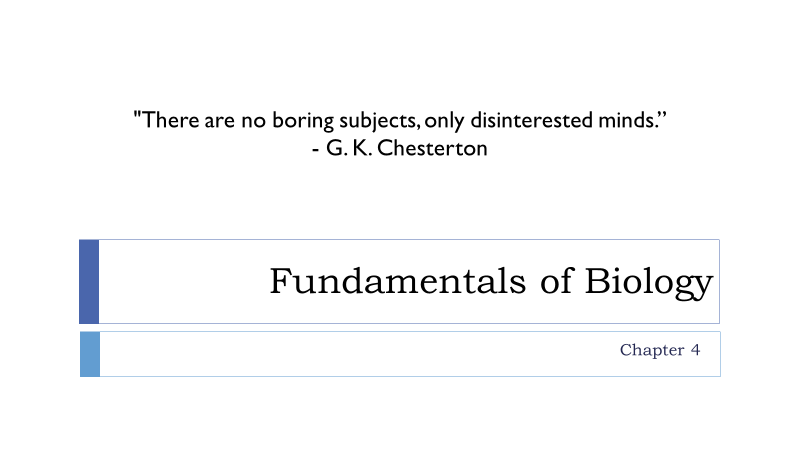 "There are no boring subjects, only disinterested minds.”
- G. K. Chesterton
Fundamentals of Biology
Chapter 4